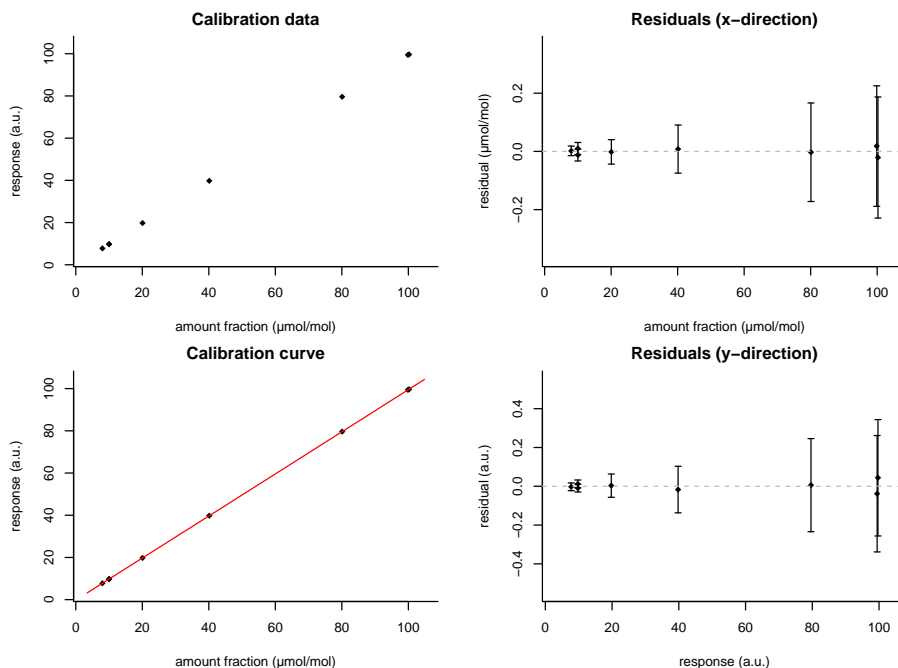 Calibration data
response (a.u.)
0 20 40 60 80 100
0 20 40 60 80 100
amount fraction (µmol/mol)
Residuals (x−direction)
residual (µmol/mol)
−0.2 0.0 0.2
0 20 40 60 80 100
amount fraction (µmol/mol)
Calibration curve
response (a.u.)
0 20 40 60 80 100
0 20 40 60 80 100
amount fraction (µmol/mol)
Residuals (y−direction)
residual (a.u.)
−0.4 −0.2 0.0 0.2 0.4
0 20 40 60 80 100
response (a.u.)